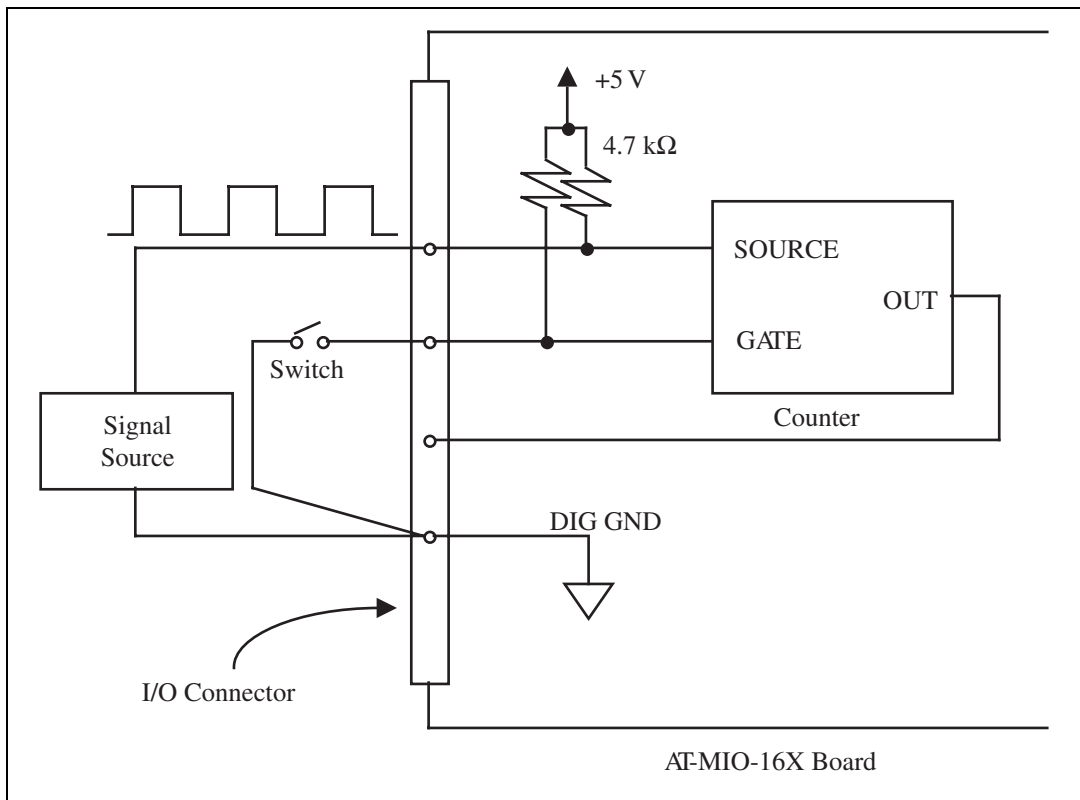 +5 V
4.7 kΩ
SOURCE
OUT
GATE
Switch
Counter
Signal
Source
DIG GND
I/O Connector
AT-MIO-16X Board